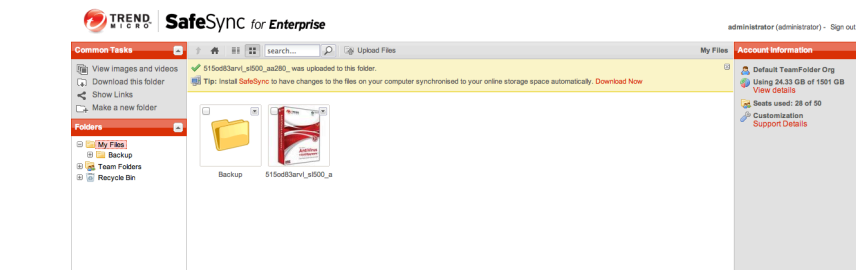 TREND MICRO SafeSync for Enterprise
administrator (administrator) - Sign out
Common Tasks
search...
Upload Files
My Files
Account Information
View images and videos
Download this folder
Show Links
Make a new folder
515od83arvl_sl500_aa280_ was uploaded to this folder.
Tip: Install SafeSync to have changes to the files on your computer synchronised to your online storage space automatically. Download Now
Default TeamFolder Org
Using 24.33 GB of 1501 GB
View details
Seats used: 28 of 50
Customization
Support Details
Folders
My Files
Backup
Team Folders
Recycle Bin
Backup
515od83arvl_sl500_a